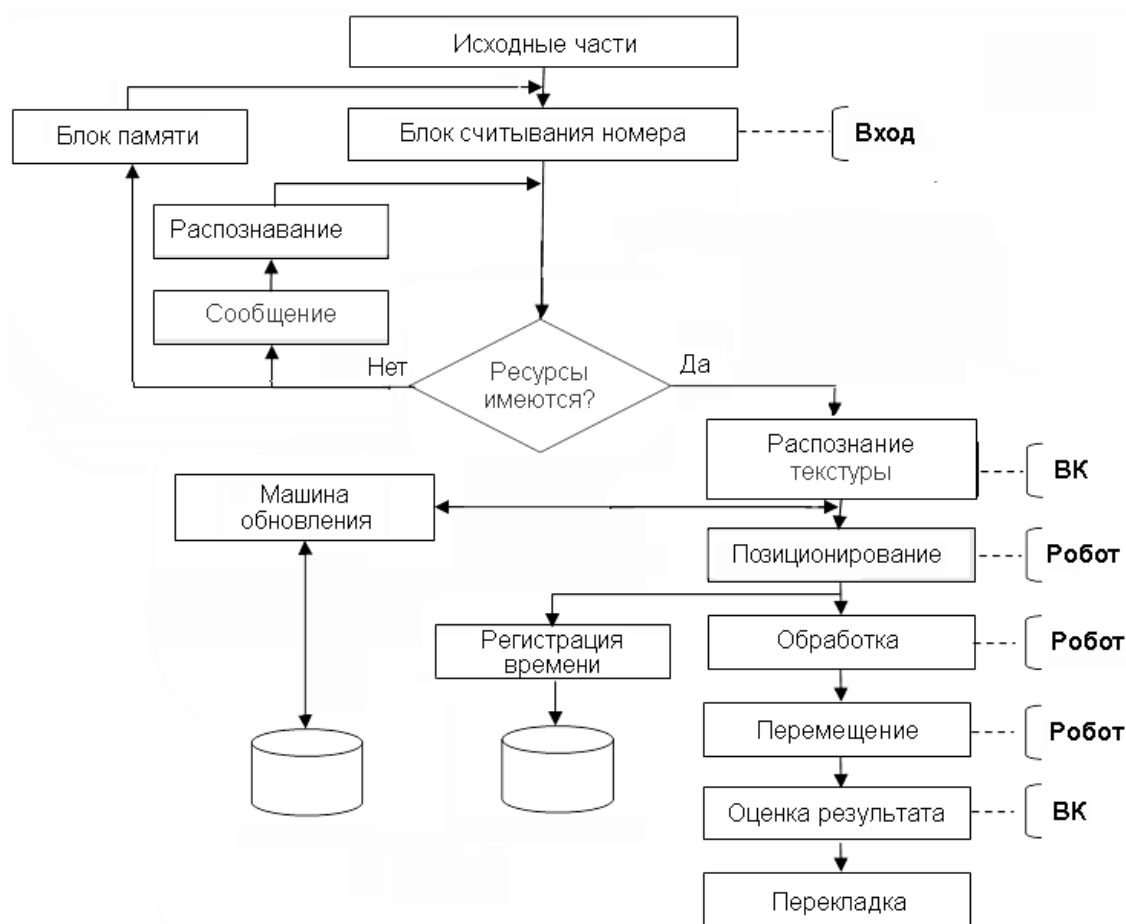 Исходные части
Блок памяти
Блок считывания номера
Вход
Распознавание
Сообщение
Нет
Да
Ресурсы
имеются?
Распознание
текстуры
ВК
Машина
обновления
Позиционирование
Робот
Регистрация
времени
Обработка
Робот
Перемещение
Робот
Оценка результата
ВК
Перекладка